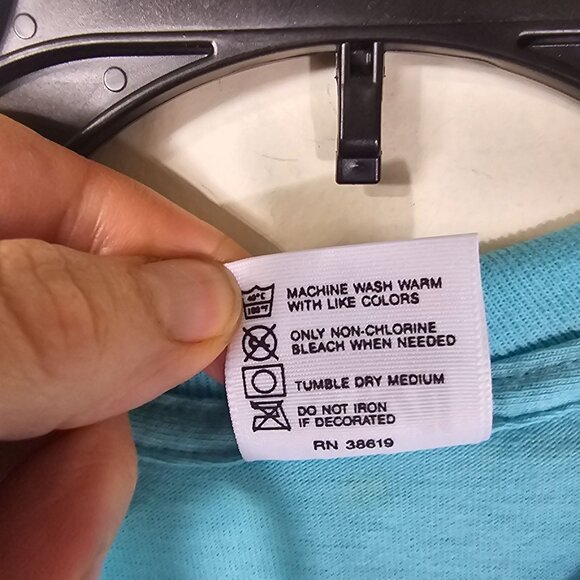 40°C
100°F
MACHINE WASH WARM
WITH LIKE COLORS
ONLY NON-CHLORINE
BLEACH WHEN NEEDED
TUMBLE DRY MEDIUM
DO NOT IRON
IF DECORATED
RN 38619